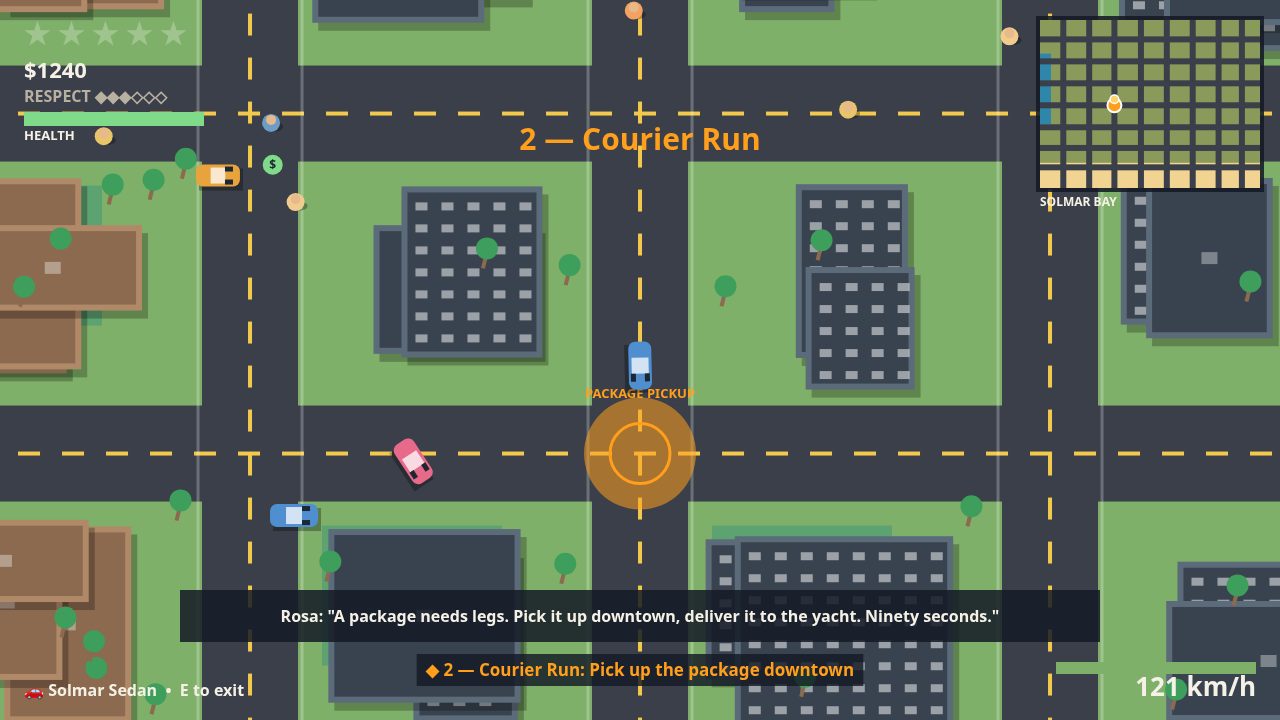 $1240
RESPECT ◆◆◆◇◇◇
HEALTH
$
2 — Courier Run
SOLMAR BAY
PACKAGE PICKUP
Rosa: "A package needs legs. Pick it up downtown, deliver it to the yacht. Ninety seconds."
◆ 2 — Courier Run: Pick up the package downtown
🚗 Solmar Sedan • E to exit
121 km/h